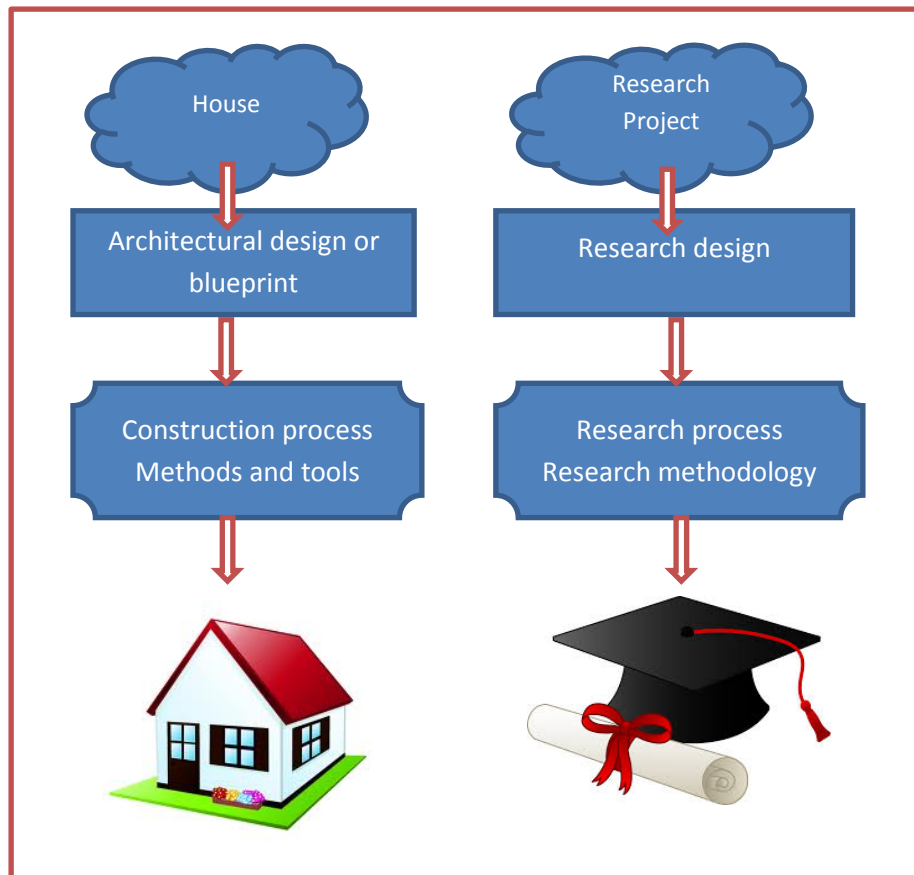 House
Architectural design or
blueprint
Construction process
Methods and tools
Research
Project
Research design
Research process
Research methodology